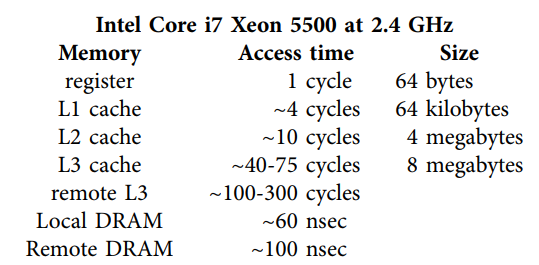 Intel Core i7 Xeon 5500 at 2.4 GHz
Memory Access time Size
register 1 cycle 64 bytes
L1 cache ~4 cycles 64 kilobytes
L2 cache ~10 cycles 4 megabytes
L3 cache ~40-75 cycles 8 megabytes
remote L3 ~100-300 cycles
Local DRAM ~60 nsec
Remote DRAM ~100 nsec